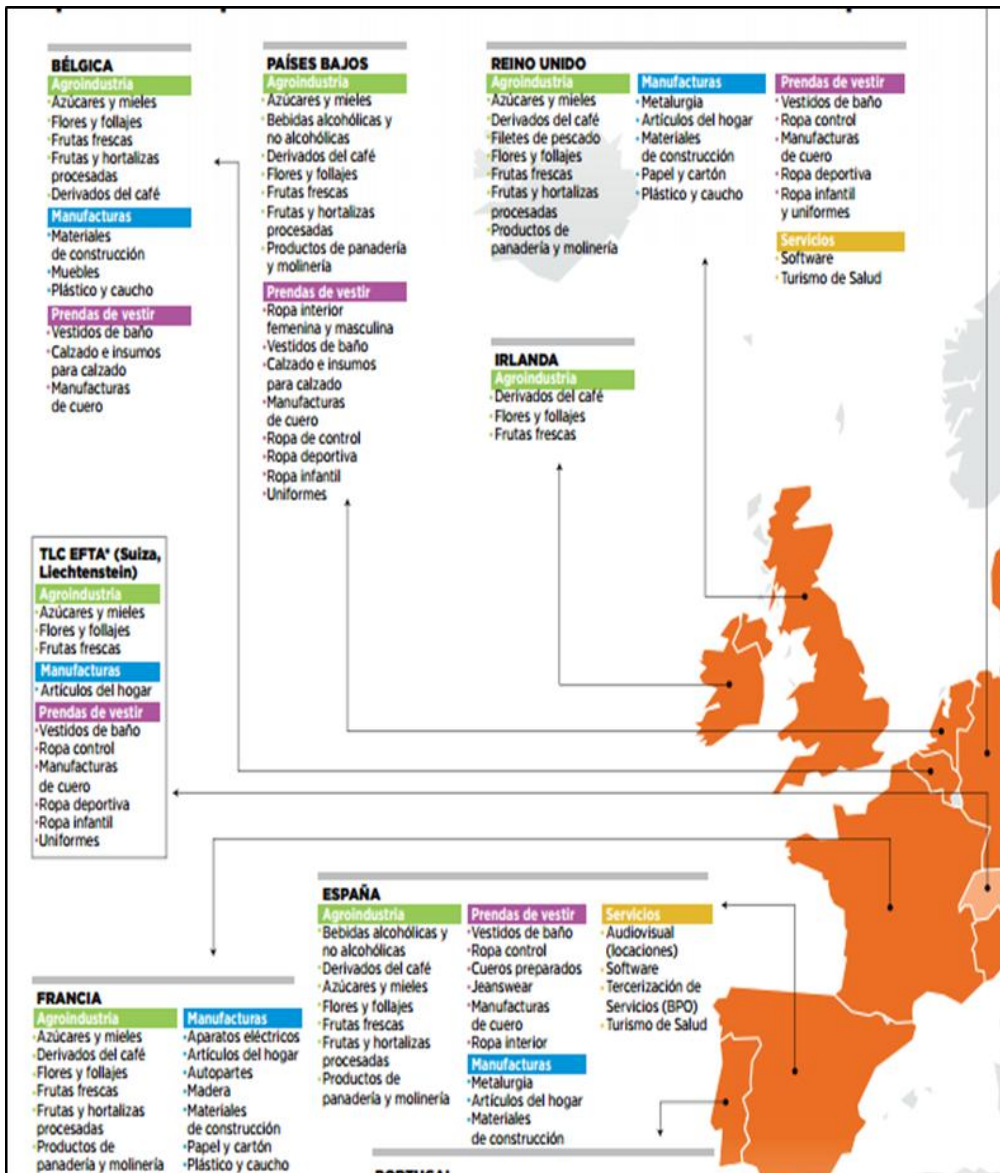 BÉLGICA
Agroindustria
Azúcares y mieles
Flores y follajes
Frutas frescas
Frutas y hortalizas
procesadas
Derivados del café
Manufacturas
Materiales
de construcción
Muebles
Plástico y caucho
Prendas de vestir
Vestidos de baño
Calzado e insumos
para calzado
Manufacturas
de cuero
PAÍSES BAJOS
Agroindustria
Azúcares y mieles
Bebidas alcohólicas y
no alcohólicas
Derivados del café
Flores y follajes
Frutas frescas
Frutas y hortalizas
procesadas
Productos de panadería
y molinería
Prendas de vestir
Ropa interior
femenina y masculina
Vestidos de baño
Calzado e insumos
para calzado
Manufacturas
de cuero
Ropa de control
Ropa deportiva
Ropa infantil
Uniformes
REINO UNIDO
Agroindustria
Azúcares y mieles
Derivados del café
Filetes de pescado
Flores y follajes
Frutas frescas
Frutas y hortalizas
procesadas
Productos de
panadería y molinería
Manufacturas
Metalurgia
Artículos del hogar
Materiales
de construcción
Papel y cartón
Plástico y caucho
Prendas de vestir
Vestidos de baño
Ropa control
Manufacturas
de cuero
Ropa deportiva
Ropa infantil
y uniformes
Servicios
Software
Turismo de Salud
IRLANDA
Agroindustria
Derivados del café
Flores y follajes
Frutas frescas
TLC EFTA* (Suiza,
Liechtenstein)
Agroindustria
Azúcares y mieles
Flores y follajes
Frutas frescas
Manufacturas
Artículos del hogar
Prendas de vestir
Vestidos de baño
Ropa control
Manufacturas
de cuero
Ropa deportiva
Ropa infantil
Uniformes
ESPAÑA
Agroindustria
Bebidas alcohólicas y
no alcohólicas
Derivados del café
Azúcares y mieles
Flores y follajes
Frutas frescas
Frutas y hortalizas
procesadas
Productos de
panadería y molinería
Prendas de vestir
Vestidos de baño
Ropa control
Cueros preparados
Jeanswear
Manufacturas
de cuero
Ropa interior
Manufacturas
Metalurgia
Artículos del hogar
Materiales
de construcción
Servicios
Audiovisual
(locaciones)
Software
Tercerización de
Servicios (BPO)
Turismo de Salud
FRANCIA
Agroindustria
Azúcares y mieles
Derivados del café
Flores y follajes
Frutas frescas
Frutas y hortalizas
procesadas
Productos de
panadería y molinería
Manufacturas
Aparatos eléctricos
Artículos del hogar
Autopartes
Madera
Materiales
de construcción
Papel y cartón
Plástico y caucho
PORTUGAL